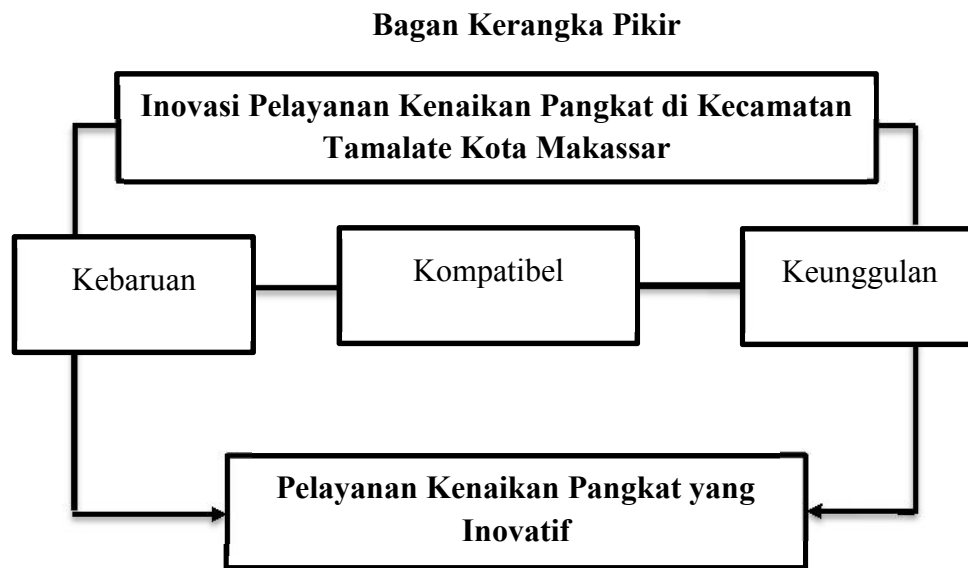 Bagan Kerangka Pikir
Inovasi Pelayanan Kenaikan Pangkat di Kecamatan
Tamalate Kota Makassar
Kebaruan
Kompatibel
Keunggulan
Pelayanan Kenaikan Pangkat yang
Inovatif